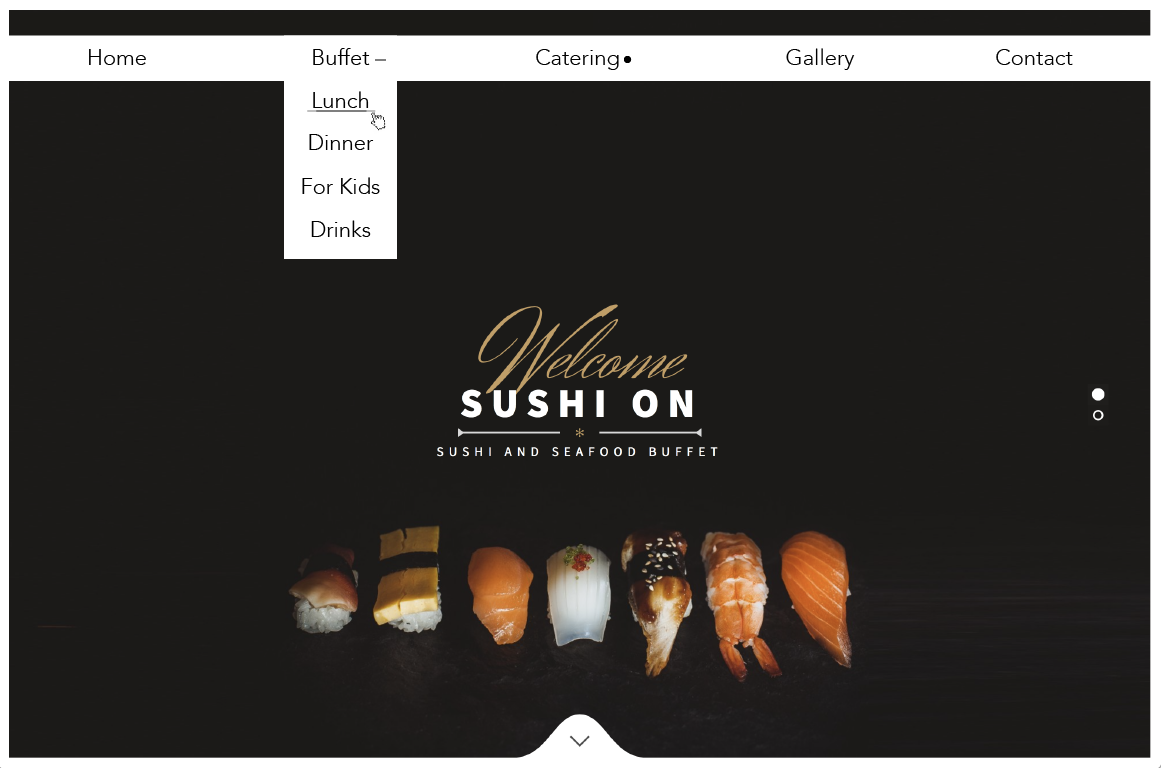 Home Buffet – Catering Gallery Contact
Lunch
Dinner
For Kids
Drinks
Welcome
SUSHI ON
SUSHI AND SEAFOOD BUFFET